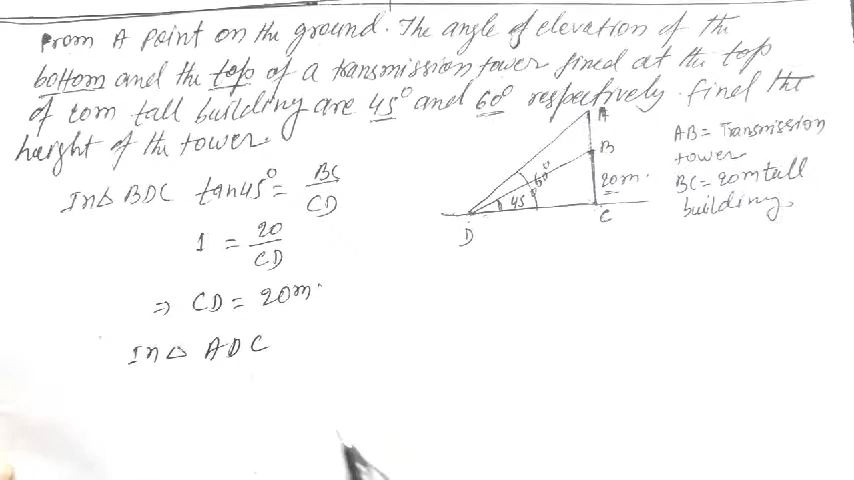 From A point on the ground. The angle of elevation of the
bottom and the top of a transmission tower fined at the top
of 20m tall building are 45° and 60° respectively. find the
height of the tower.
In△ BDC tan45° = BC/CD
1 = 20/CD
⇒ CD = 20m.
In△ ADC
A
B
20m.
60°
45°
D
C
AB = Transmission
tower
BC = 20m tall
building.